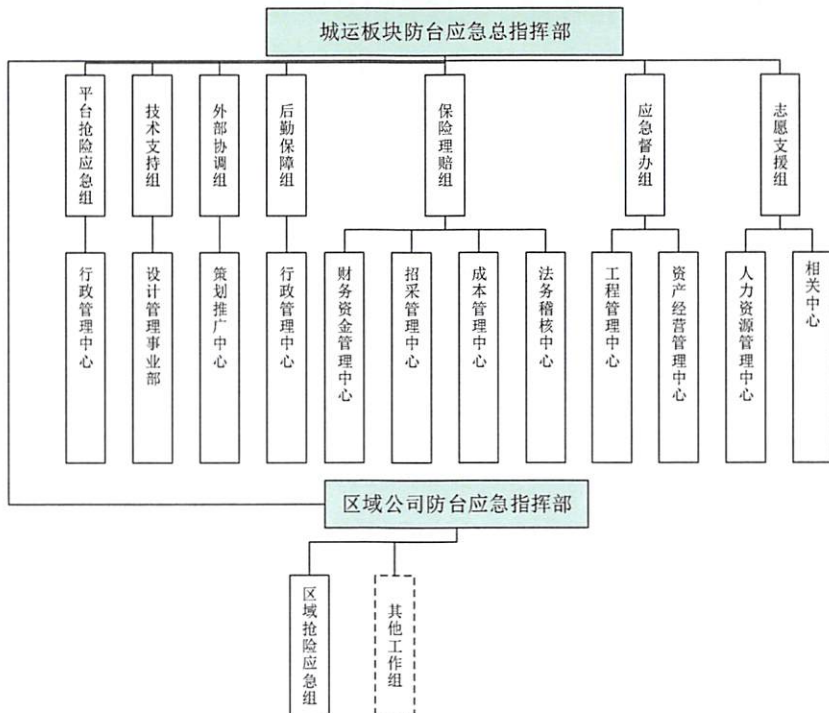 城运板块防台应急总指挥部
平台抢险应急组
技术支持组
外部协调组
后勤保障组
保险理赔组
应急督办组
志愿支援组
行政管理中心
设计管理事业部
策划推广中心
行政管理中心
财务资金管理中心
招采管理中心
成本管理中心
法务稽核中心
工程管理中心
资产经营管理中心
人力资源管理中心
相关中心
区域公司防台应急指挥部
区域抢险应急组
其他工作组